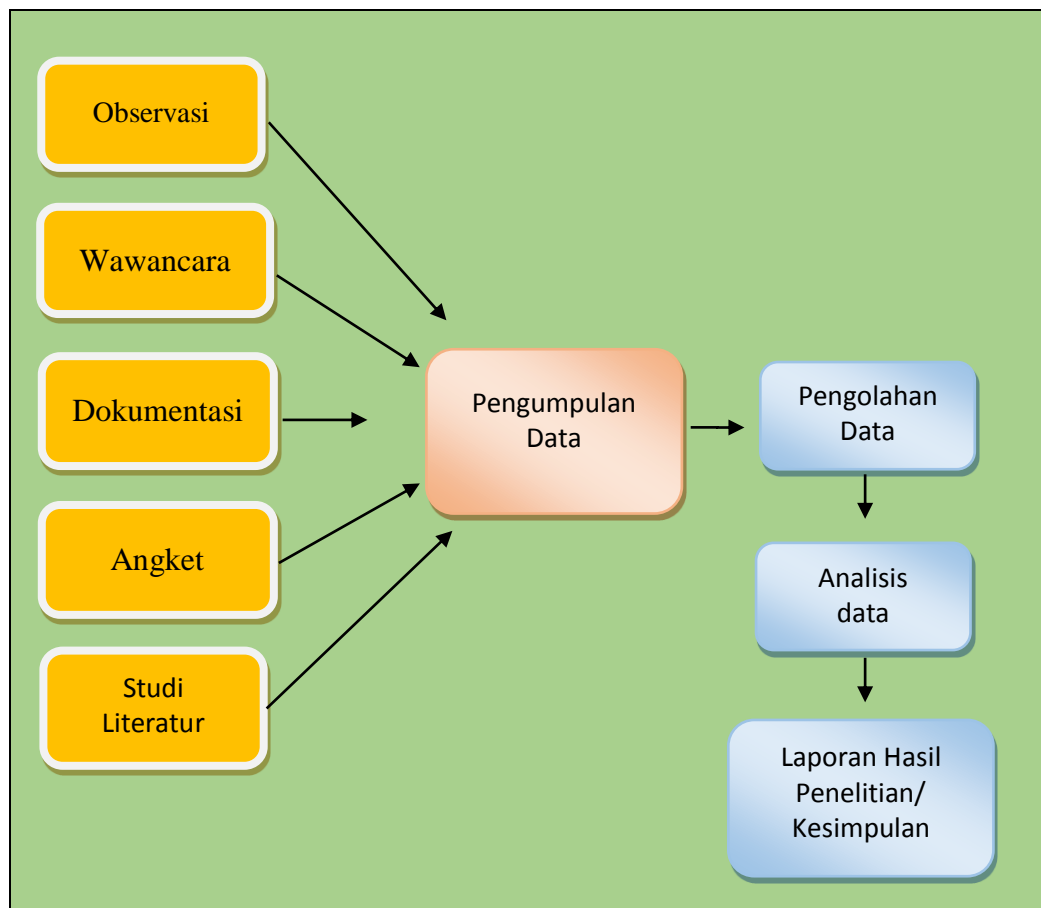 Observasi
Wawancara
Dokumentasi
Angket
Studi
Literatur
Pengumpulan
Data
Pengolahan
Data
Analisis
data
Laporan Hasil
Penelitian/
Kesimpulan